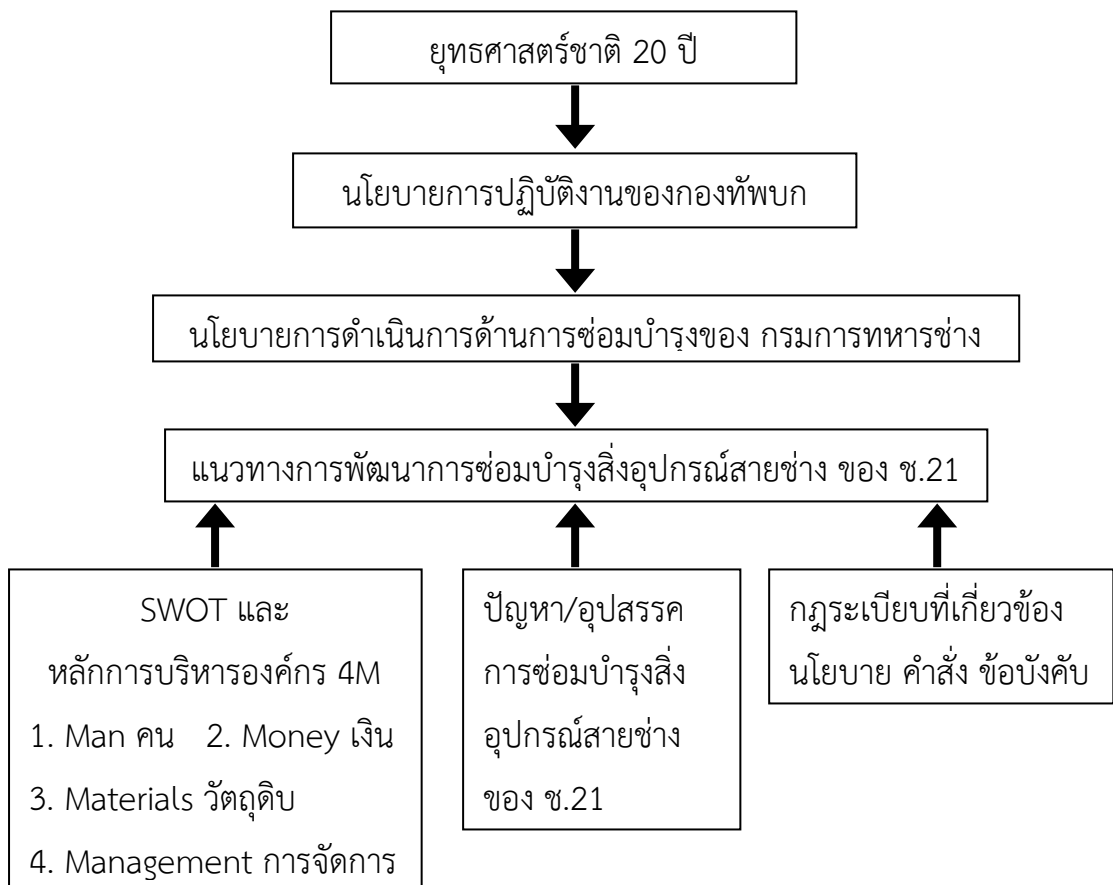 ยุทธศาสตร์ชาติ 20 ปี
นโยบายการปฏิบัติงานของกองทัพบก
นโยบายการดำเนินการด้านการซ่อมบำรุงของ กรมการทหารช่าง
แนวทางการพัฒนาการซ่อมบำรุงสิ่งอุปกรณ์สายช่าง ของ ช.21
SWOT และ
หลักการบริหารองค์กร 4M
1. Man คน 2. Money เงิน
3. Materials วัตถุดิบ
4. Management การจัดการ
ปัญหา/อุปสรรค
การซ่อมบำรุงสิ่ง
อุปกรณ์สายช่าง
ของ ช.21
กฎระเบียบที่เกี่ยวข้อง
นโยบาย คำสั่ง ข้อบังคับ